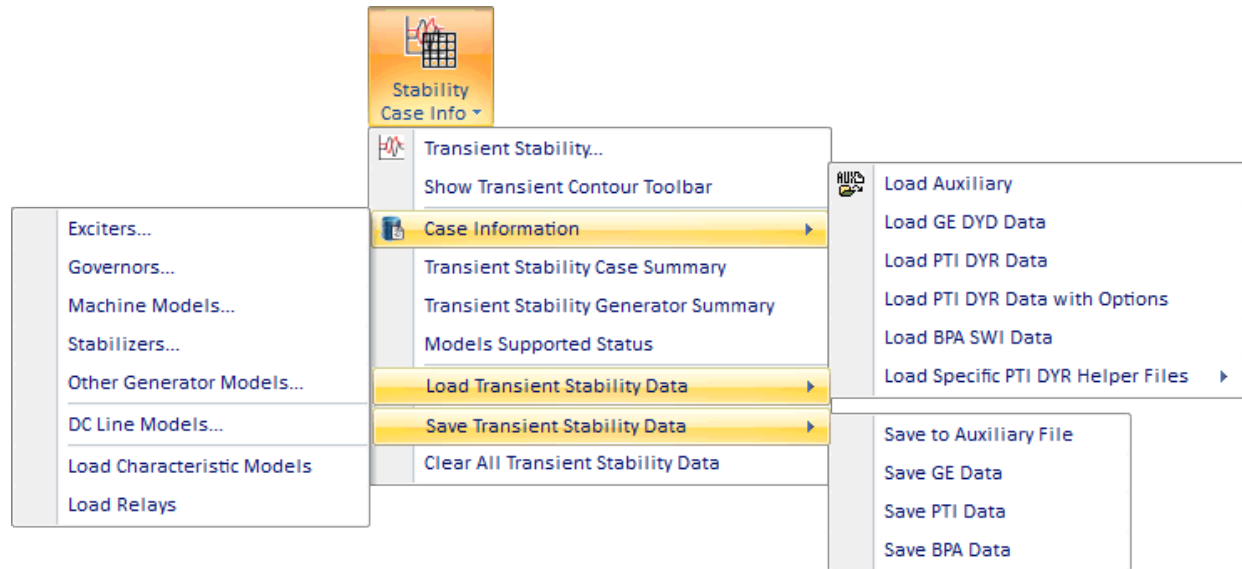 Stability
Case Info
Transient Stability...
Show Transient Contour Toolbar
Case Information
Transient Stability Case Summary
Transient Stability Generator Summary
Models Supported Status
Load Transient Stability Data
Save Transient Stability Data
Clear All Transient Stability Data
Exciters...
Governors...
Machine Models...
Stabilizers...
Other Generator Models...
DC Line Models...
Load Characteristic Models
Load Relays
AUX
Load Auxiliary
Load GE DYD Data
Load PTI DYR Data
Load PTI DYR Data with Options
Load BPA SWI Data
Load Specific PTI DYR Helper Files
Save to Auxiliary File
Save GE Data
Save PTI Data
Save BPA Data